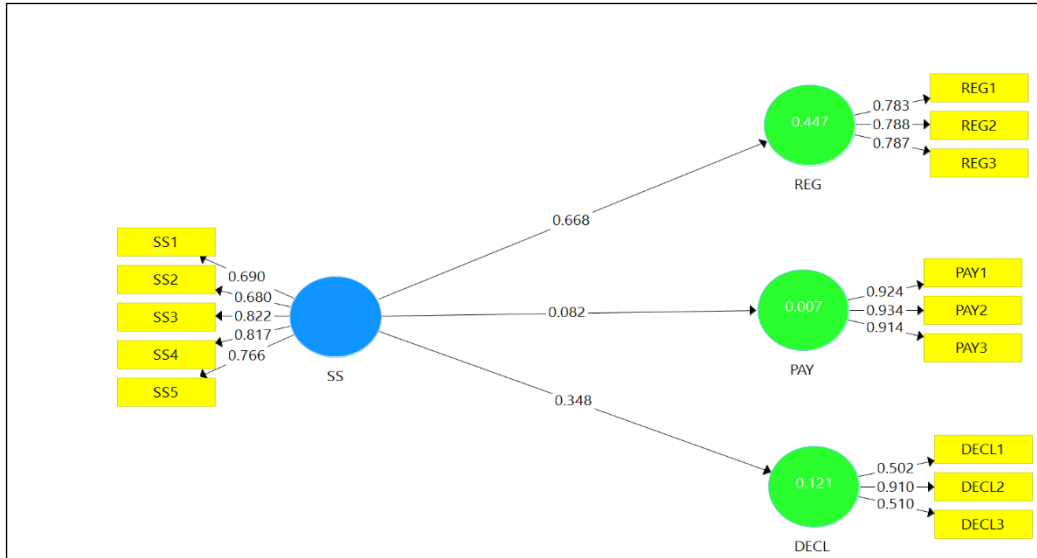 SS1
SS2
SS3
SS4
SS5
0.690
0.680
0.822
0.817
0.766
SS
0.668
0.082
0.348
0.447
REG
0.783
0.788
0.787
REG1
REG2
REG3
0.007
PAY
0.924
0.934
0.914
PAY1
PAY2
PAY3
0.121
DECL
0.502
0.910
0.510
DECL1
DECL2
DECL3